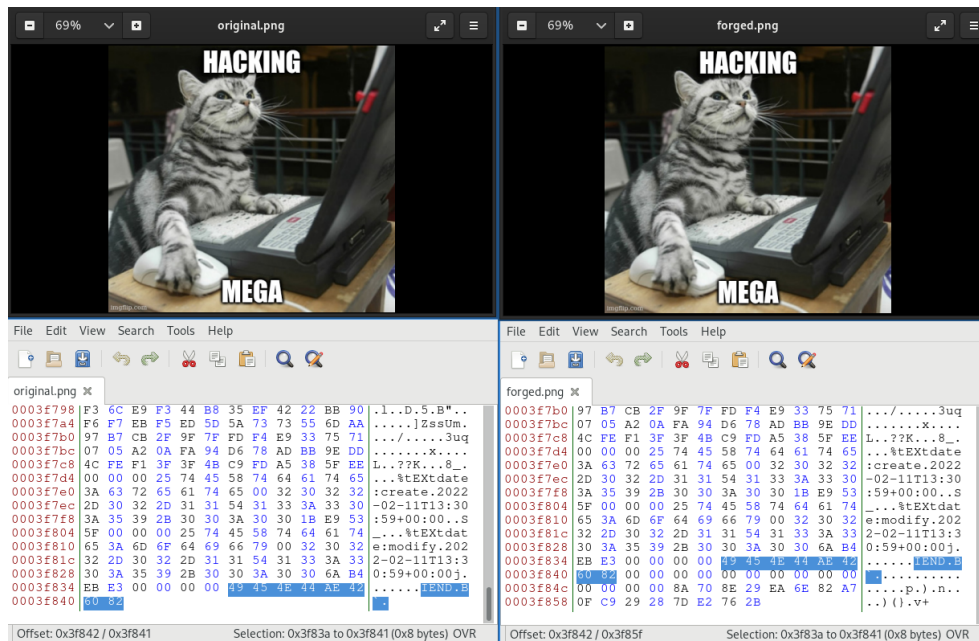 69%
original.png
HACKING
MEGA
imgflip.com
File Edit View Search Tools Help
original.png
0003f798 F3 6C E9 F3 44 B8 35 EF 42 22 BB 90 .l..D.5.B"..
0003f7a4 F6 F7 EB F5 ED 5D 5A 73 73 55 6D AA .....]ZssUm.
0003f7b0 97 B7 CB 2F 9F 7F FD F4 E9 33 75 71 .../.....3uq
0003f7bc 07 05 A2 0A FA 94 D6 78 AD BB 9E DD .......x....
0003f7c8 4C FE F1 3F 3F 4B C9 FD A5 38 5F EE L..??K...8_.
0003f7d4 00 00 00 25 74 45 58 74 64 61 74 65 ...%tEXtdate
0003f7e0 3A 63 72 65 61 74 65 00 32 30 32 32 :create.2022
0003f7ec 2D 30 32 2D 31 31 54 31 33 3A 33 30 -02-11T13:30
0003f7f8 3A 35 39 2B 30 30 3A 30 30 1B E9 53 :59+00:00..S
0003f804 5F 00 00 00 25 74 45 58 74 64 61 74 _...%tEXtdat
0003f810 65 3A 6D 6F 64 69 66 79 00 32 30 32 e:modify.202
0003f81c 32 2D 30 32 2D 31 31 54 31 33 3A 33 2-02-11T13:3
0003f828 30 3A 35 39 2B 30 30 3A 30 30 6A B4 0:59+00:00j.
0003f834 EB E3 00 00 00 00 49 45 4E 44 AE 42 ......IEND.B
0003f840 60 82 `.
Offset: 0x3f842 / 0x3f841 Selection: 0x3f83a to 0x3f841 (0x8 bytes) OVR
69%
forged.png
HACKING
MEGA
imgflip.com
File Edit View Search Tools Help
forged.png
0003f7b0 97 B7 CB 2F 9F 7F FD F4 E9 33 75 71 .../.....3uq
0003f7bc 07 05 A2 0A FA 94 D6 78 AD BB 9E DD .......x....
0003f7c8 4C FE F1 3F 3F 4B C9 FD A5 38 5F EE L..??K...8_.
0003f7d4 00 00 00 25 74 45 58 74 64 61 74 65 ...%tEXtdate
0003f7e0 3A 63 72 65 61 74 65 00 32 30 32 32 :create.2022
0003f7ec 2D 30 32 2D 31 31 54 31 33 3A 33 30 -02-11T13:30
0003f7f8 3A 35 39 2B 30 30 3A 30 30 1B E9 53 :59+00:00..S
0003f804 5F 00 00 00 25 74 45 58 74 64 61 74 _...%tEXtdat
0003f810 65 3A 6D 6F 64 69 66 79 00 32 30 32 e:modify.202
0003f81c 32 2D 30 32 2D 31 31 54 31 33 3A 33 2-02-11T13:3
0003f828 30 3A 35 39 2B 30 30 3A 30 30 6A B4 0:59+00:00j.
0003f834 EB E3 00 00 00 00 49 45 4E 44 AE 42 ......IEND.B
0003f840 60 82 00 00 00 00 00 00 00 00 00 00 `...........
0003f84c 00 00 00 00 8A 70 8E 29 EA 6E 82 A7 .....p.).n..
0003f858 0F C9 29 28 7D E2 76 2B ..)(}.v+
Offset: 0x3f842 / 0x3f85f Selection: 0x3f83a to 0x3f841 (0x8 bytes) OVR